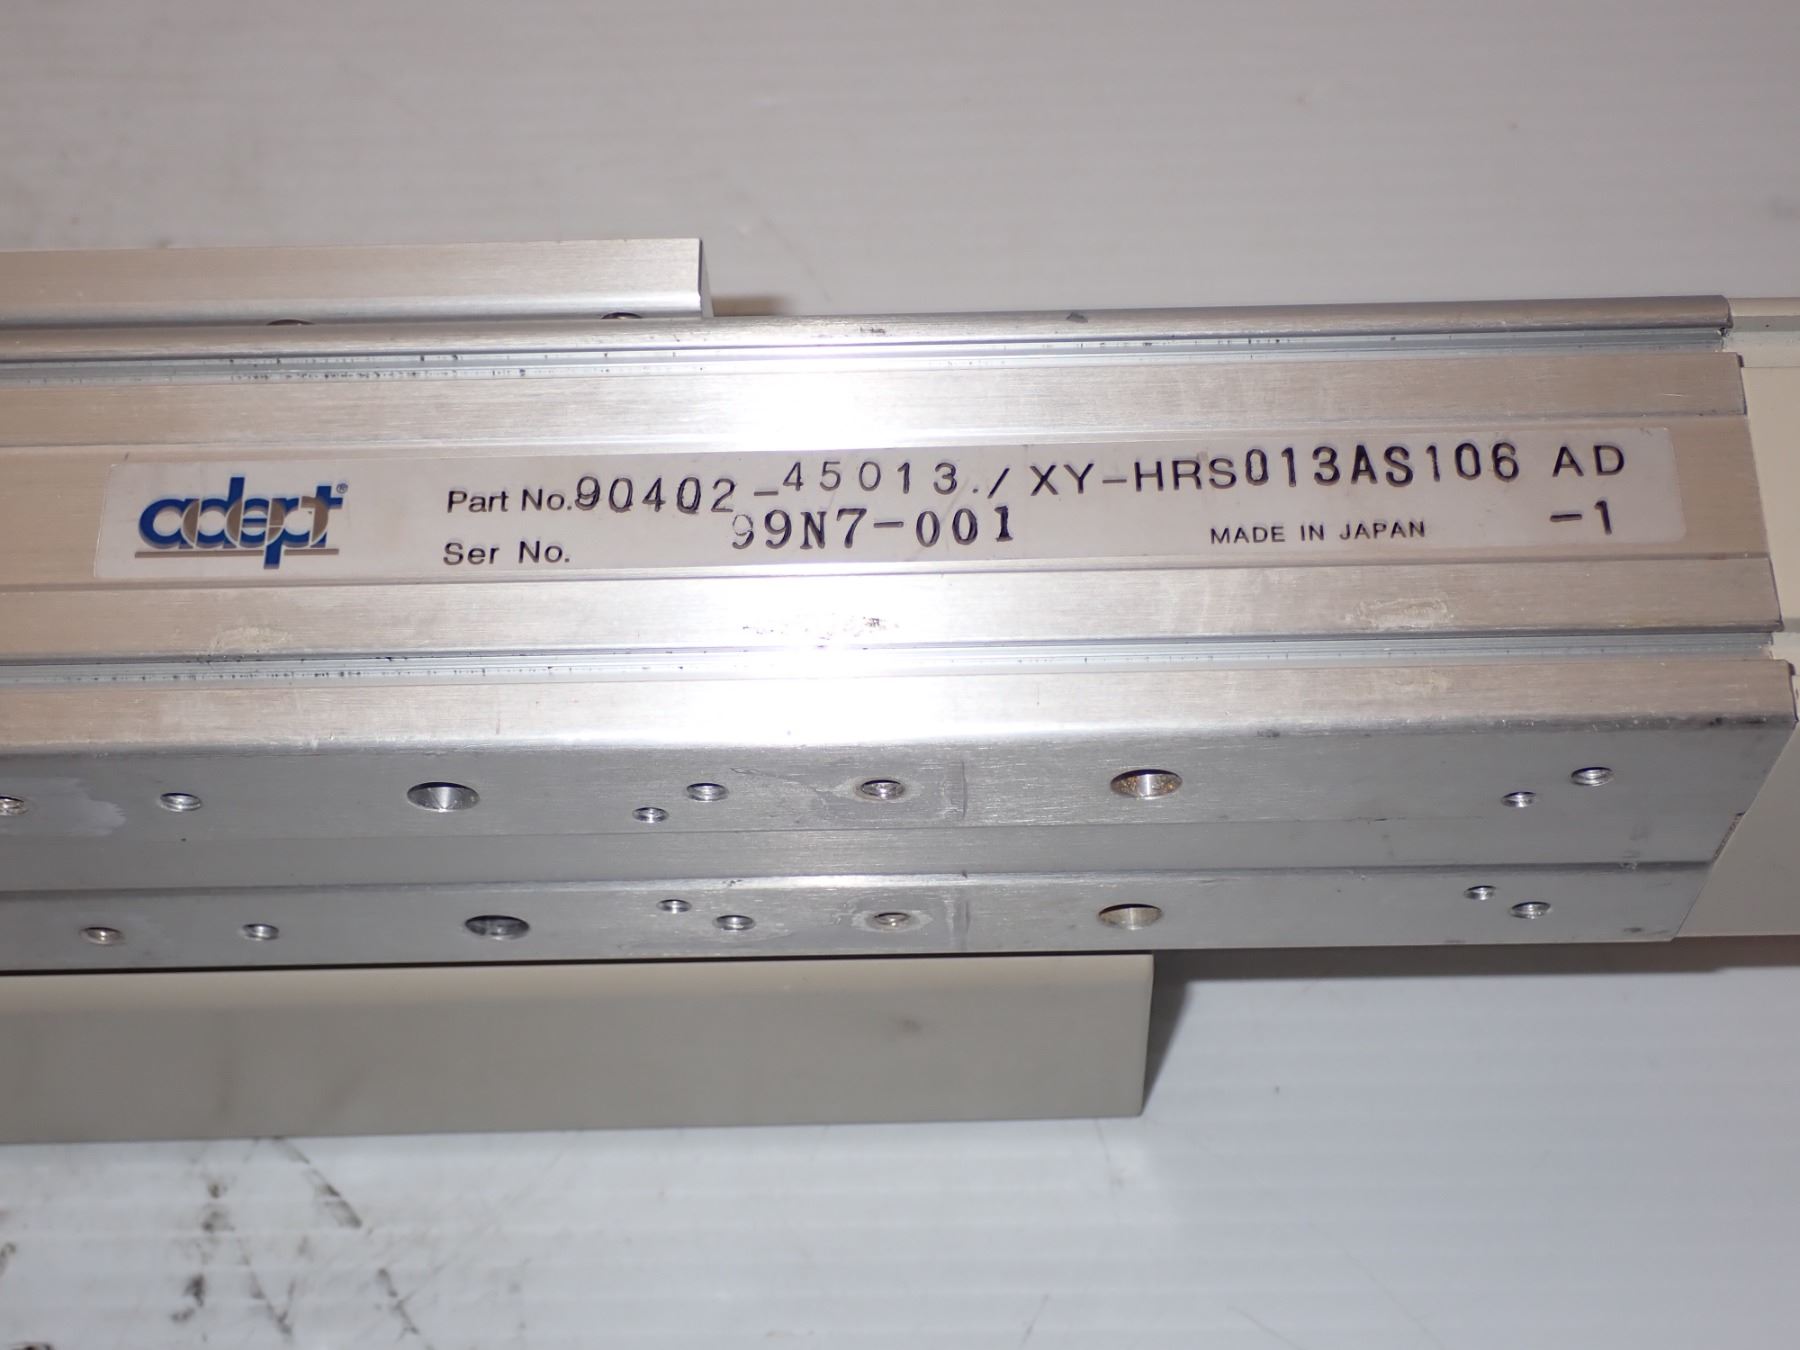 adept®
Part No.90402-45013./XY-HRS013AS106 AD
-1
Ser No. 99N7-001
MADE IN JAPAN